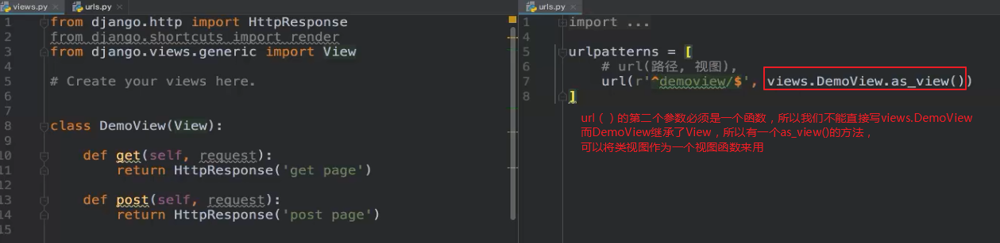 views.py × urls.py ×
1 from django.http import HttpResponse
2 from django.shortcuts import render
3 from django.views.generic import View
4
5 # Create your views here.
6
7
8 class DemoView(View):
9
10 def get(self, request):
11 return HttpResponse('get page')
12
13 def post(self, request):
14 return HttpResponse('post page')
15
urls.py ×
1 import ...
4
5 urlpatterns = [
6 # url(路径, 视图),
7 url(r'^demoview/$', views.DemoView.as_view())
8 ]
url（）的第二个参数必须是一个函数，所以我们不能直接写views.DemoView
而DemoView继承了View，所以有一个as_view()的方法，
可以将类视图作为一个视图函数来用